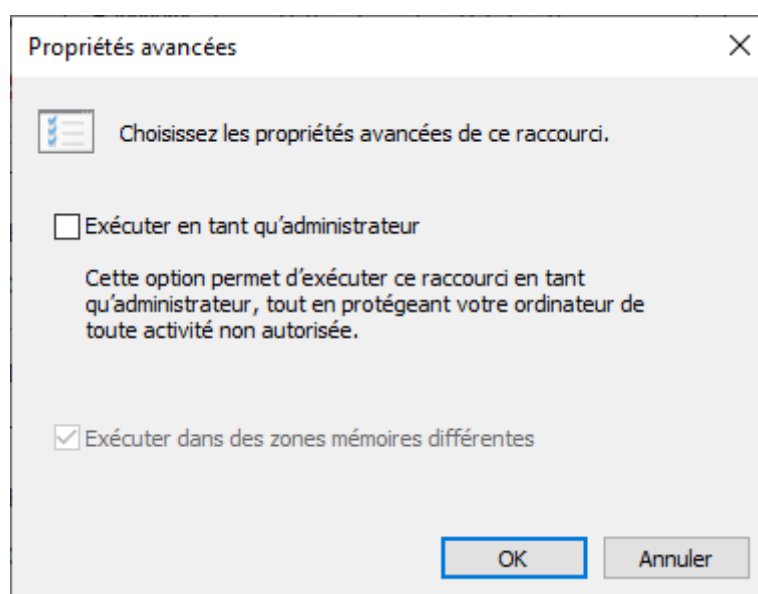 Propriétés avancées
Choisissez les propriétés avancées de ce raccourci.
Exécuter en tant qu'administrateur
Cette option permet d'exécuter ce raccourci en tant
qu'administrateur, tout en protégeant votre ordinateur de
toute activité non autorisée.
Exécuter dans des zones mémoires différentes
OK Annuler